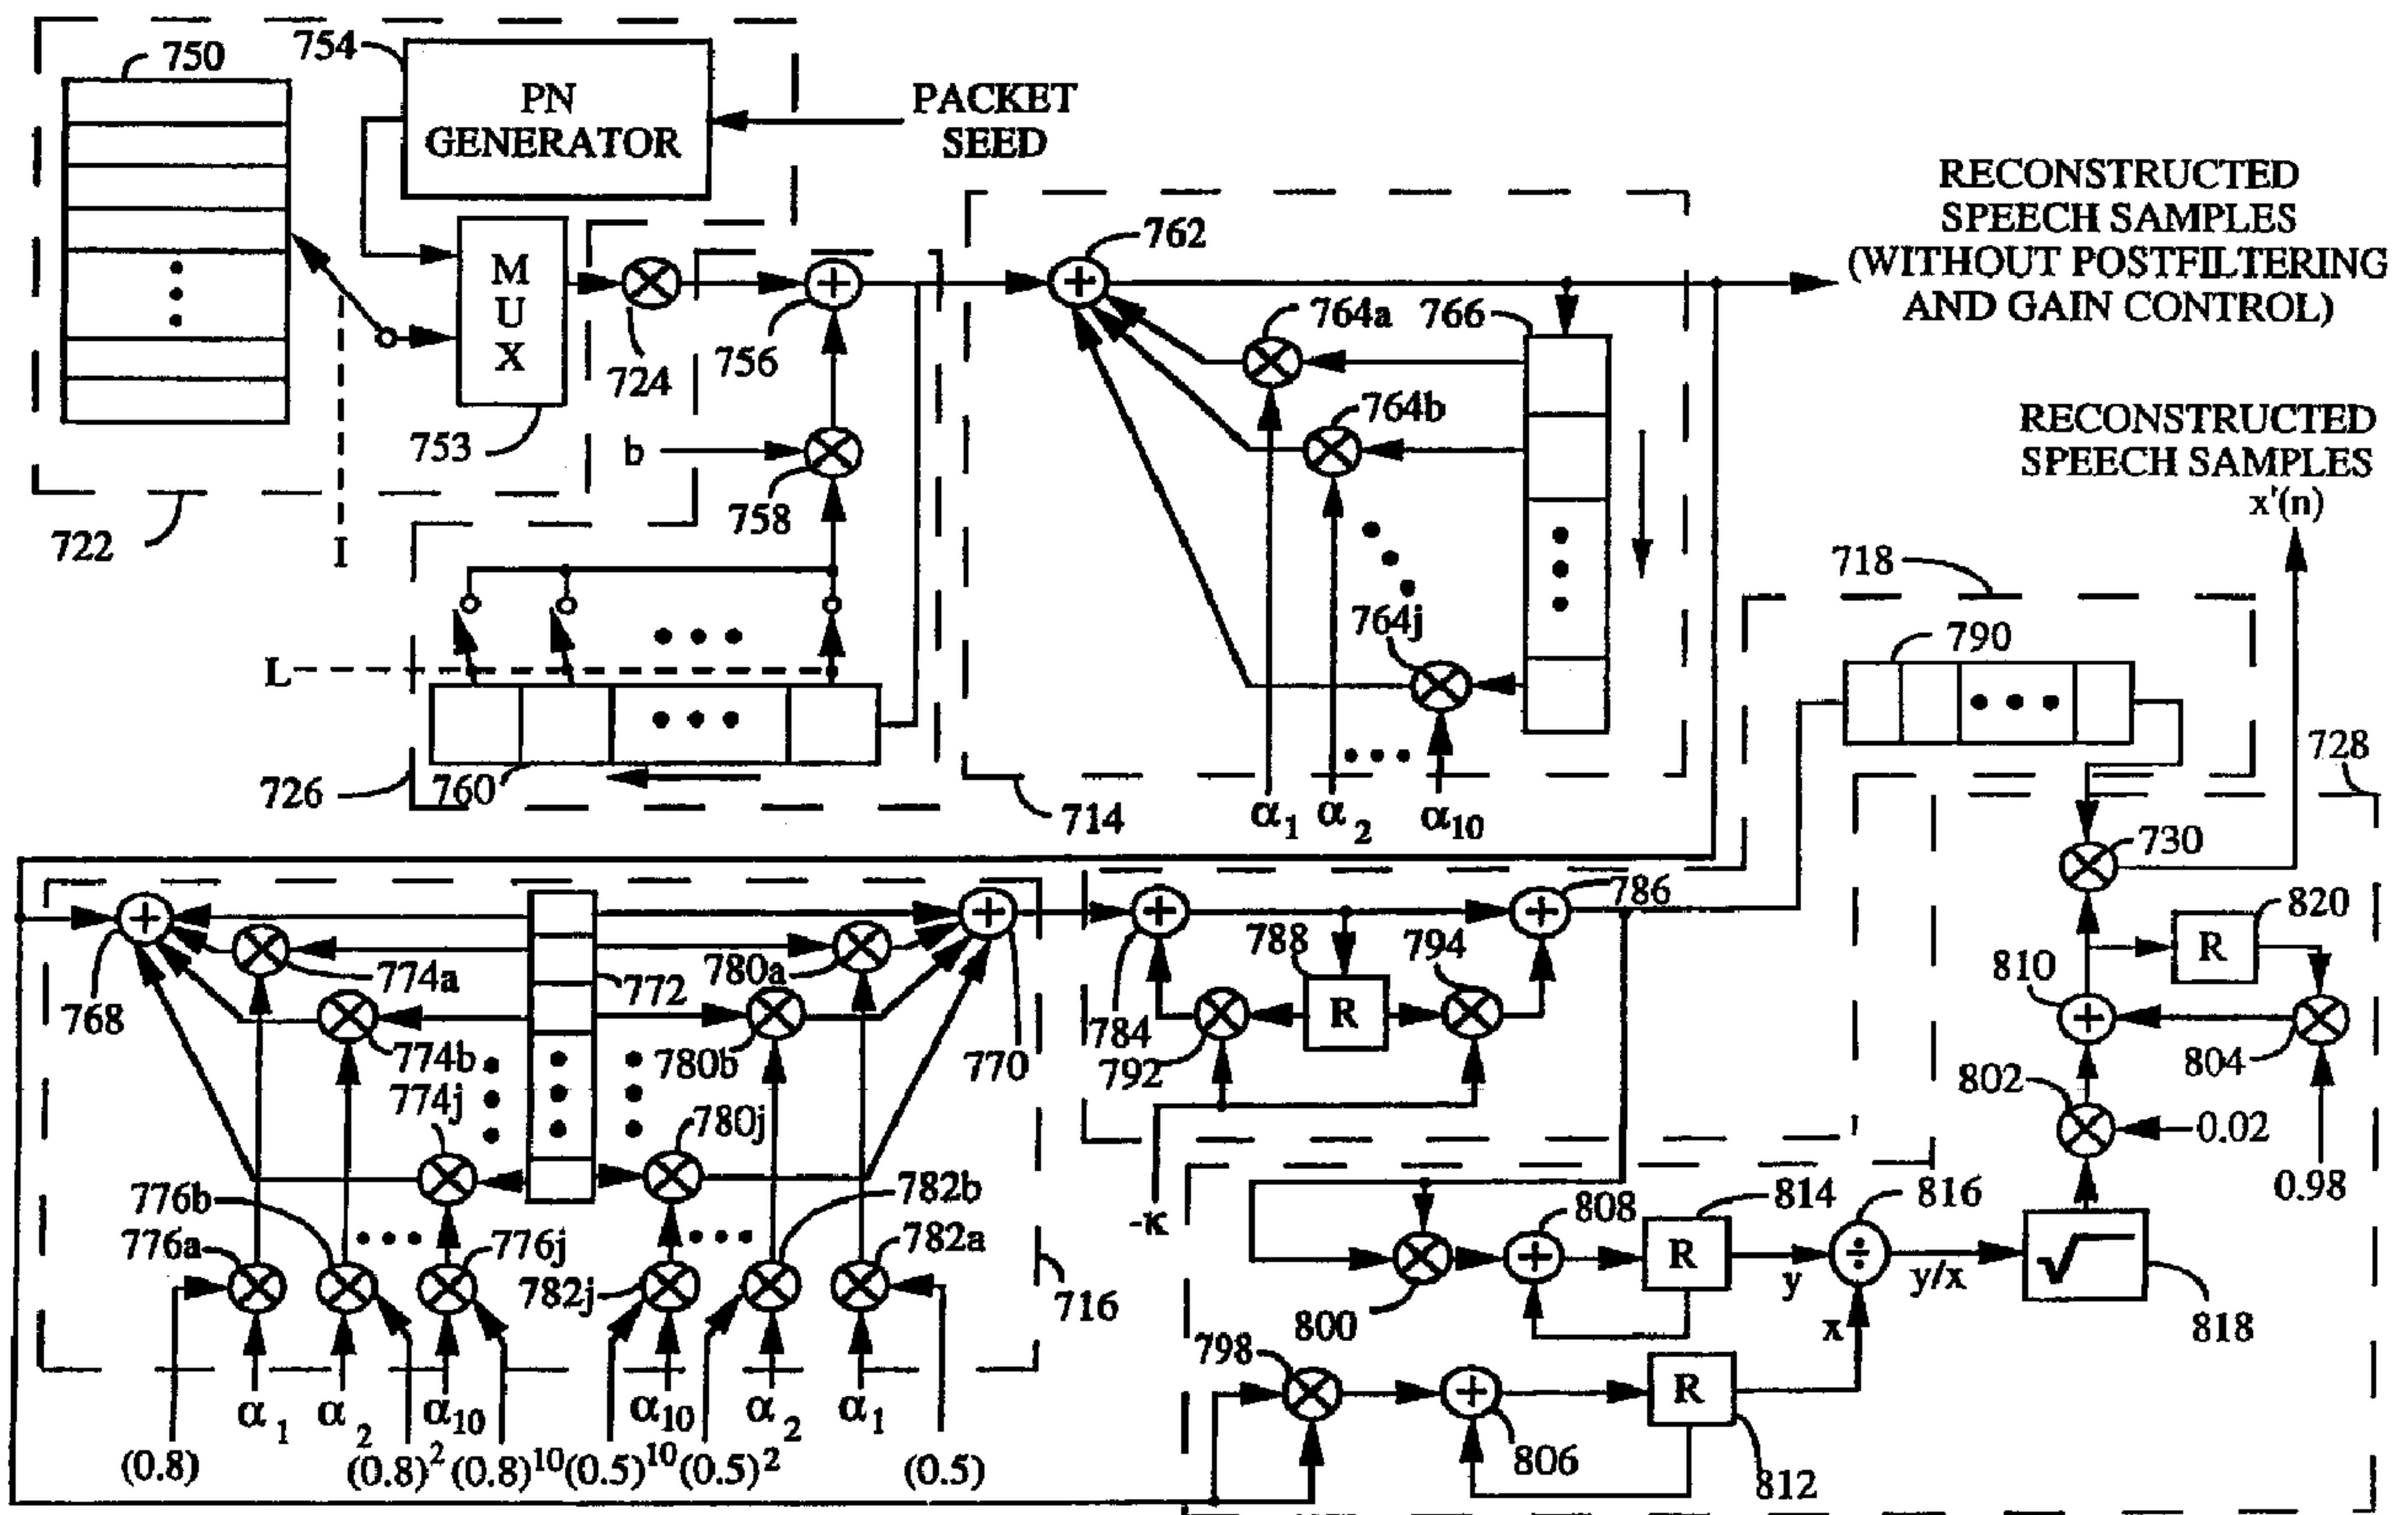 750
754
PN
GENERATOR
PACKET
SEED
M
U
X
753
724
756
b
758
722
I
L
726
760
762
764a
766
764b
764j
714
α1
α2
α10
RECONSTRUCTED
SPEECH SAMPLES
(WITHOUT POSTFILTERING
AND GAIN CONTROL)
RECONSTRUCTED
SPEECH SAMPLES
x'(n)
718
790
728
730
820
R
810
804
802
0.02
0.98
768
774a
772
780a
770
774b
780b
774j
780j
776b
782b
776a
776j
782j
782a
716
α1
α2
α10
α10
α2
α1
(0.8)
(0.8)2
(0.8)10
(0.5)10
(0.5)2
(0.5)
784
788
R
794
786
792
-κ
808
814
R
816
y
y/x
x
800
818
798
R
806
812